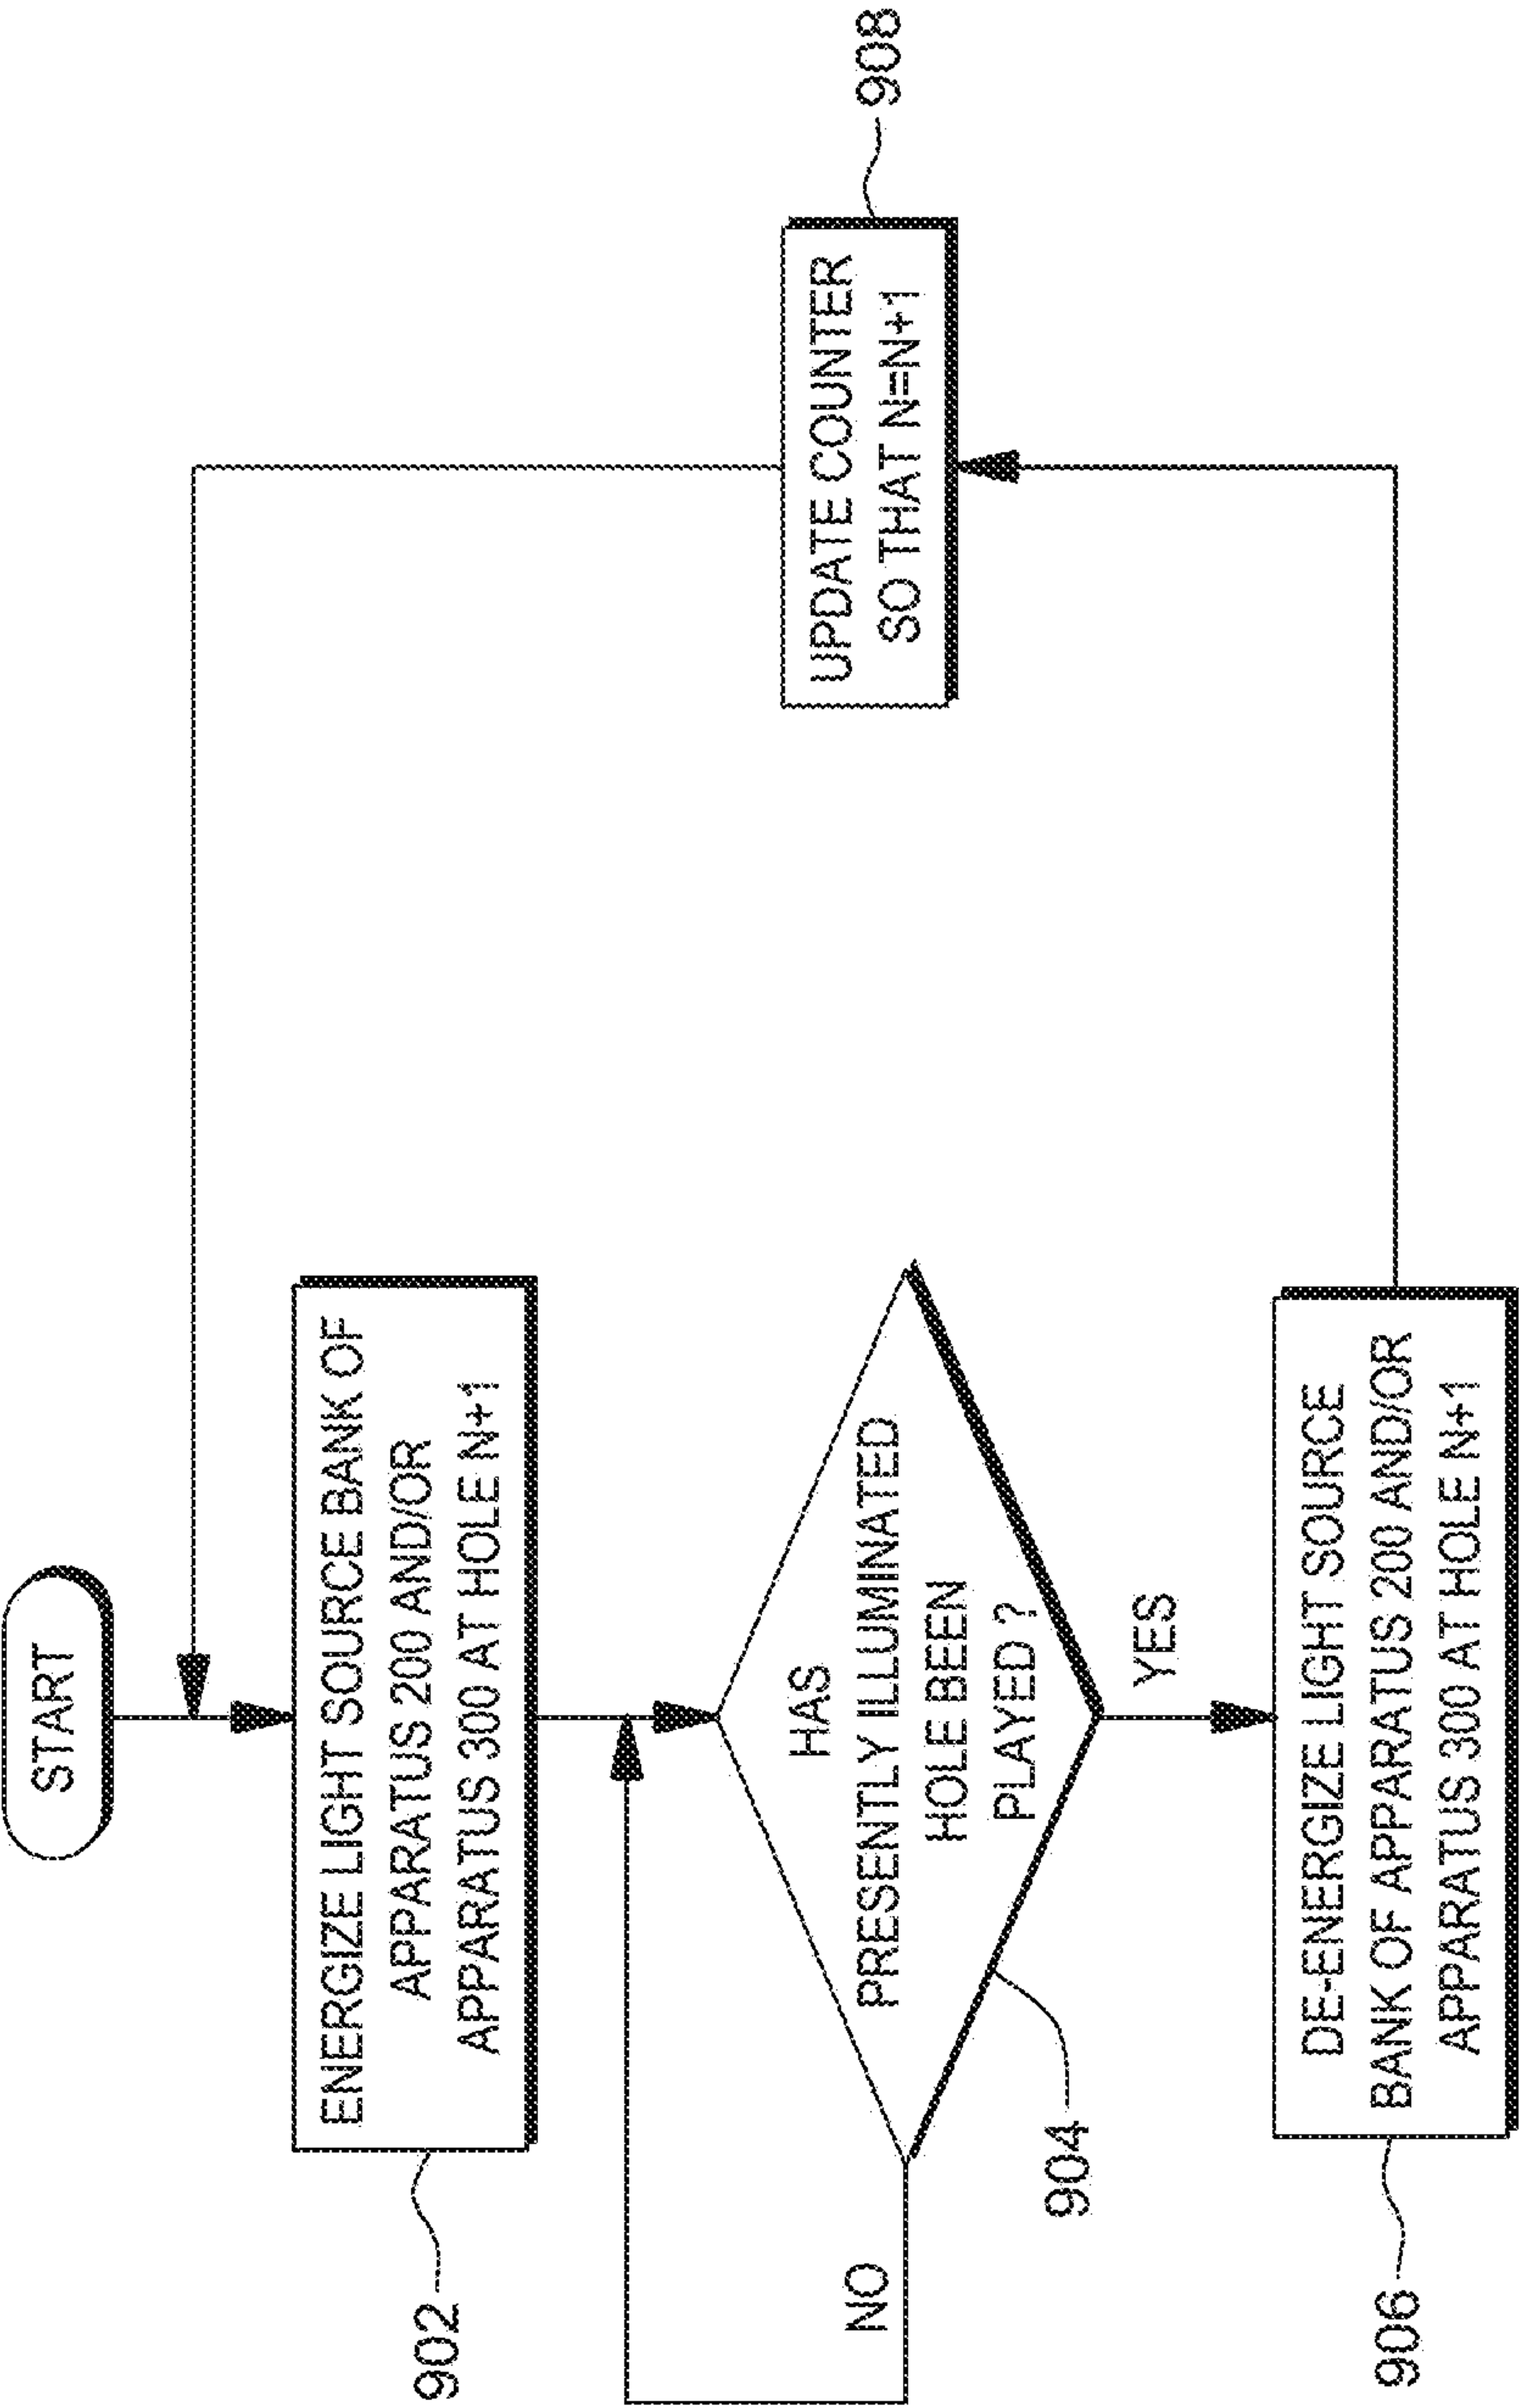 START
ENERGIZE LIGHT SOURCE BANK OF
APPARATUS 200 AND/OR
APPARATUS 300 AT HOLE N+1
902
HAS
PRESENTLY ILLUMINATED
HOLE BEEN
PLAYED ?
904
NO
YES
DE-ENERGIZE LIGHT SOURCE
BANK OF APPARATUS 200 AND/OR
APPARATUS 300 AT HOLE N+1
906
UPDATE COUNTER
SO THAT N=N+1
908